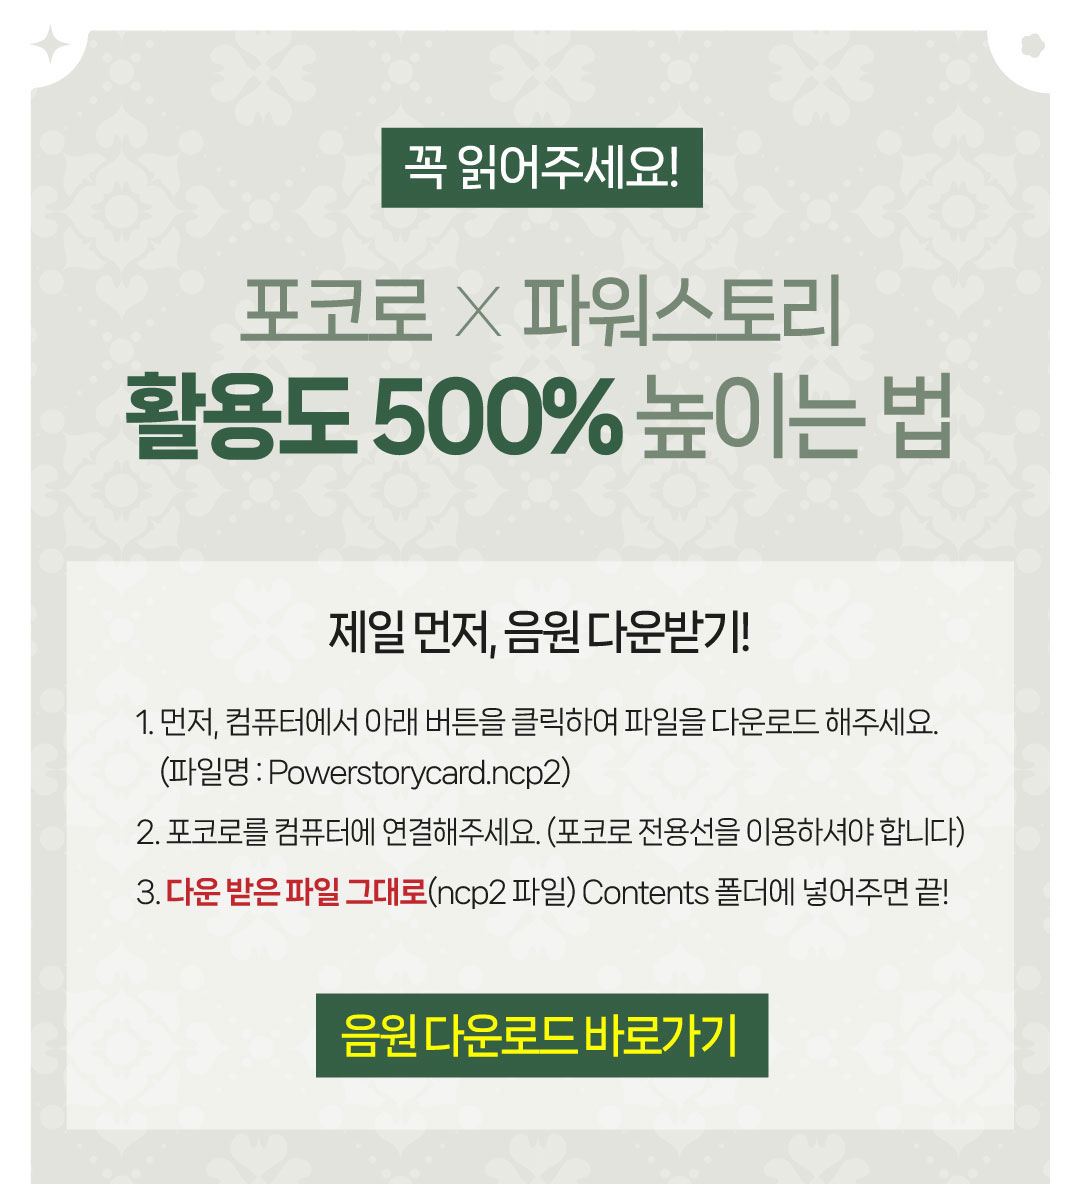 꼭 읽어주세요!
포코로 × 파워스토리
활용도 500% 높이는 법
제일 먼저, 음원 다운받기!
1. 먼저, 컴퓨터에서 아래 버튼을 클릭하여 파일을 다운로드 해주세요.
(파일명 : Powerstorycard.ncp2)
2. 포코로를 컴퓨터에 연결해주세요. (포코로 전용선을 이용하셔야 합니다)
3. 다운 받은 파일 그대로(ncp2 파일) Contents 폴더에 넣어주면 끝!
음원 다운로드 바로가기